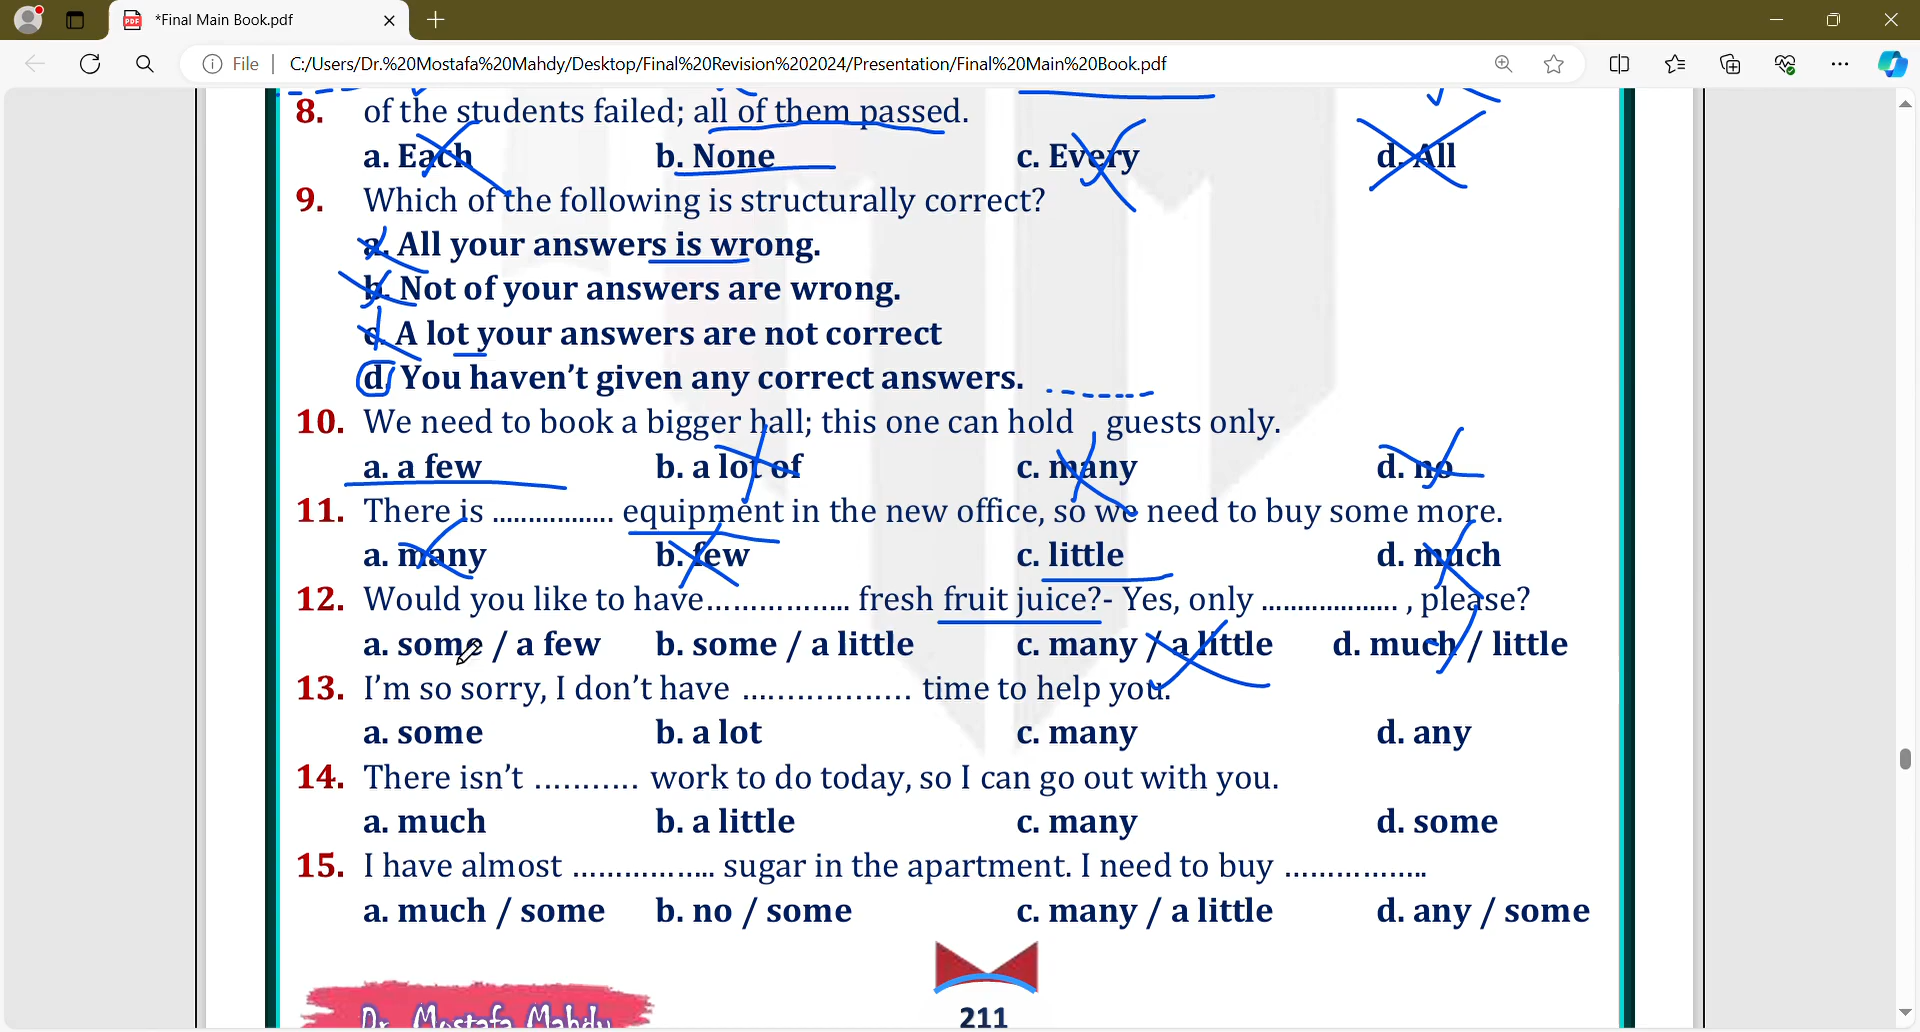 *Final Main Book.pdf
File
C:/Users/Dr.%20Mostafa%20Mahdy/Desktop/Final%20Revision%202024/Presentation/Final%20Main%20Book.pdf
8. of the students failed; all of them passed.
a. Each b. None c. Every d. All
9. Which of the following is structurally correct?
a. All your answers is wrong.
b. Not of your answers are wrong.
c. A lot your answers are not correct
d. You haven't given any correct answers.
10. We need to book a bigger hall; this one can hold guests only.
a. a few b. a lot of c. many d. no
11. There is ................. equipment in the new office, so we need to buy some more.
a. many b. few c. little d. much
12. Would you like to have.................. fresh fruit juice?- Yes, only .................... , please?
a. some / a few b. some / a little c. many / a little d. much / little
13. I'm so sorry, I don't have .................... time to help you.
a. some b. a lot c. many d. any
14. There isn't ............ work to do today, so I can go out with you.
a. much b. a little c. many d. some
15. I have almost ................. sugar in the apartment. I need to buy .................
a. much / some b. no / some c. many / a little d. any / some
211
Dr. Mostafa Mahdy